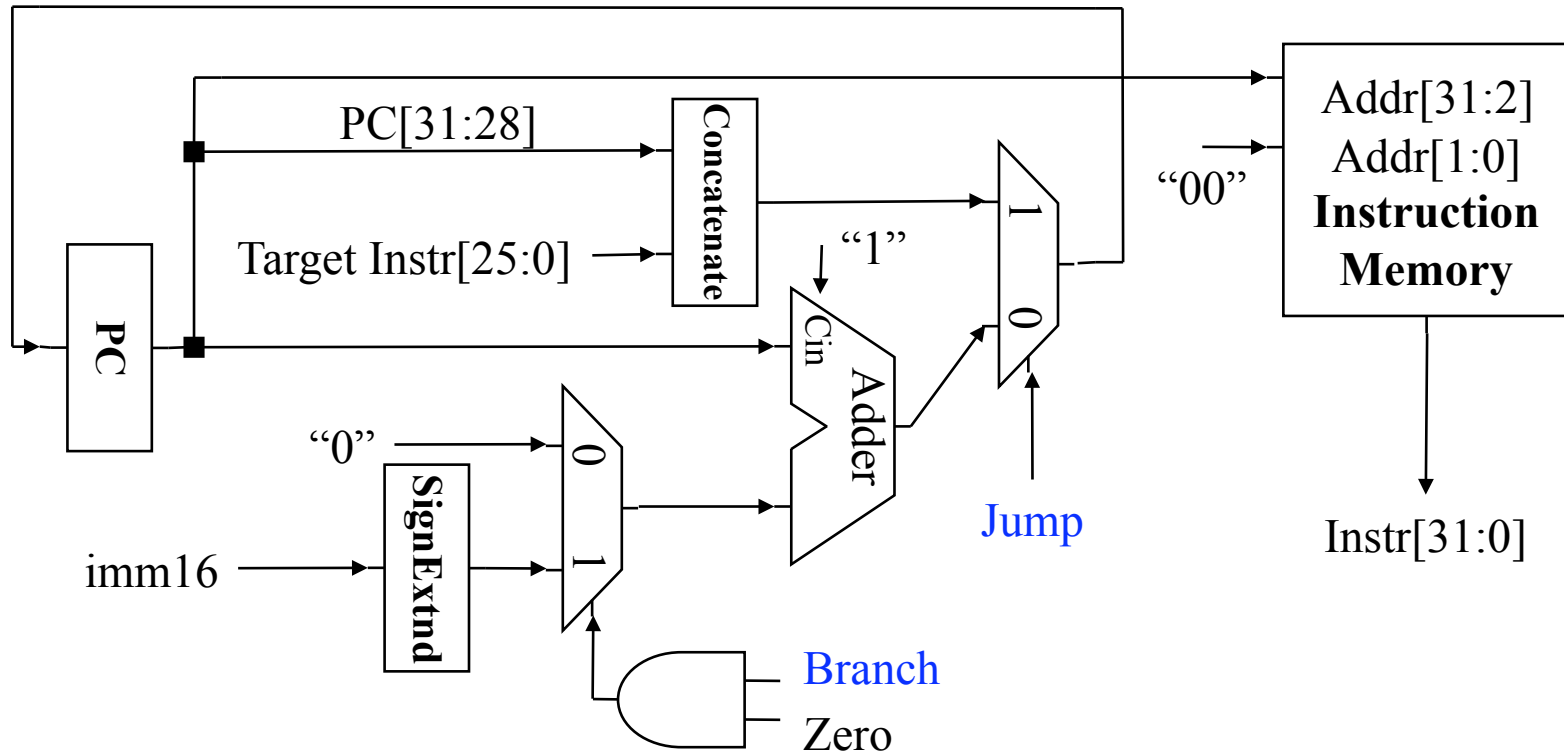 PC[31:28]
Target Instr[25:0]
Concatenate
“1”
1
0
“00”
Addr[31:2]
Addr[1:0]
Instruction
Memory
PC
Cin
Adder
“0”
0
1
SignExtnd
imm16
Jump
Instr[31:0]
Branch
Zero